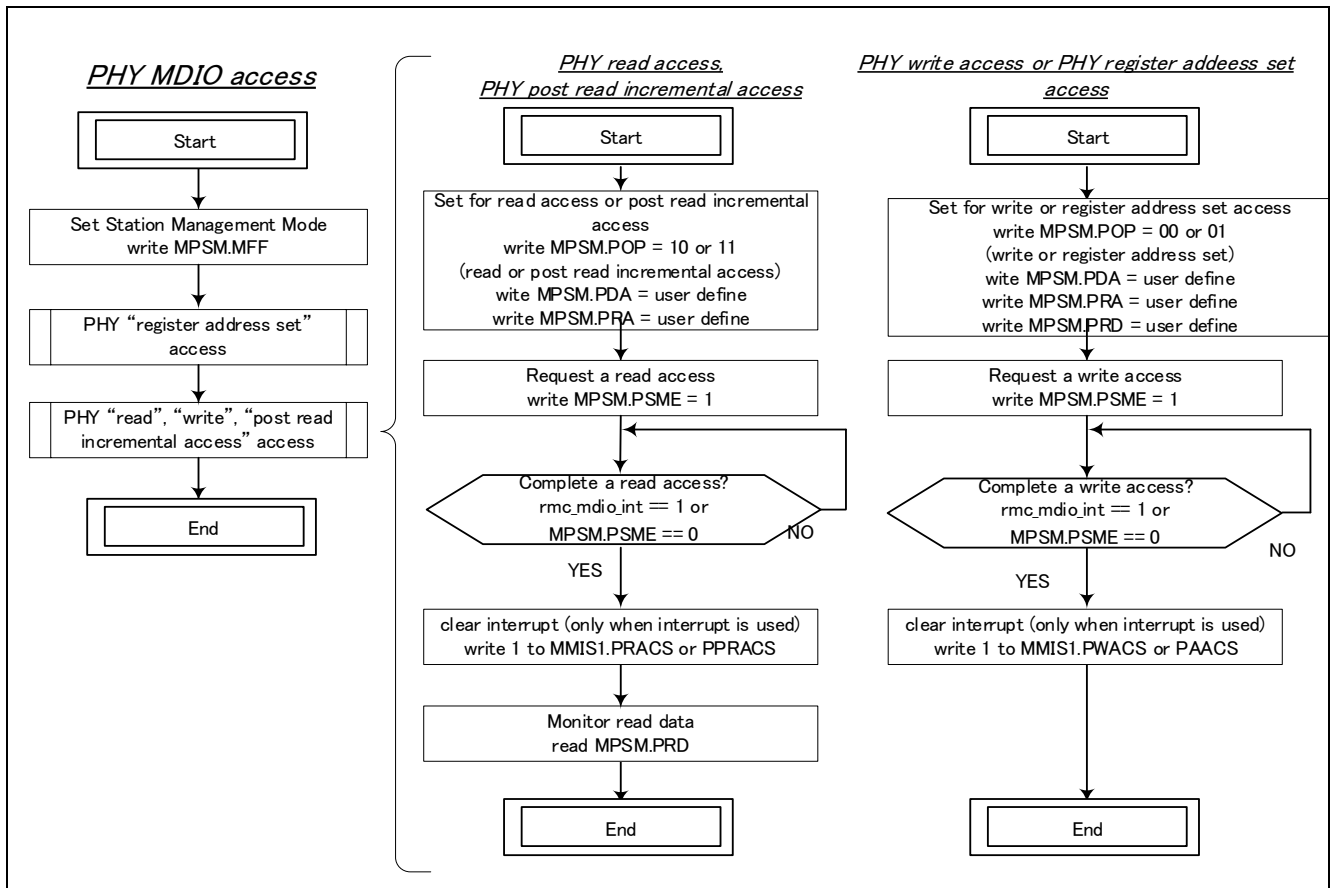 PHY MDIO access
Start
Set Station Management Mode
write MPSM.MFF
PHY “register address set”
access
PHY “read”, “write”, “post read
incremental access” access
End
PHY read access,
PHY post read incremental access
Start
Set for read access or post read incremental
access
write MPSM.POP = 10 or 11
(read or post read incremental access)
wite MPSM.PDA = user define
write MPSM.PRA = user define
Request a read access
write MPSM.PSME = 1
Complete a read access?
rmc_mdio_int == 1 or
MPSM.PSME == 0
NO
YES
clear interrupt (only when interrupt is used)
write 1 to MMIS1.PRACS or PPRACS
Monitor read data
read MPSM.PRD
End
PHY write access or PHY register addeess set
access
Start
Set for write or register address set access
write MPSM.POP = 00 or 01
(write or register address set)
wite MPSM.PDA = user define
write MPSM.PRA = user define
write MPSM.PRD = user define
Request a write access
write MPSM.PSME = 1
Complete a write access?
rmc_mdio_int == 1 or
MPSM.PSME == 0
NO
YES
clear interrupt (only when interrupt is used)
write 1 to MMIS1.PWACS or PAACS
End